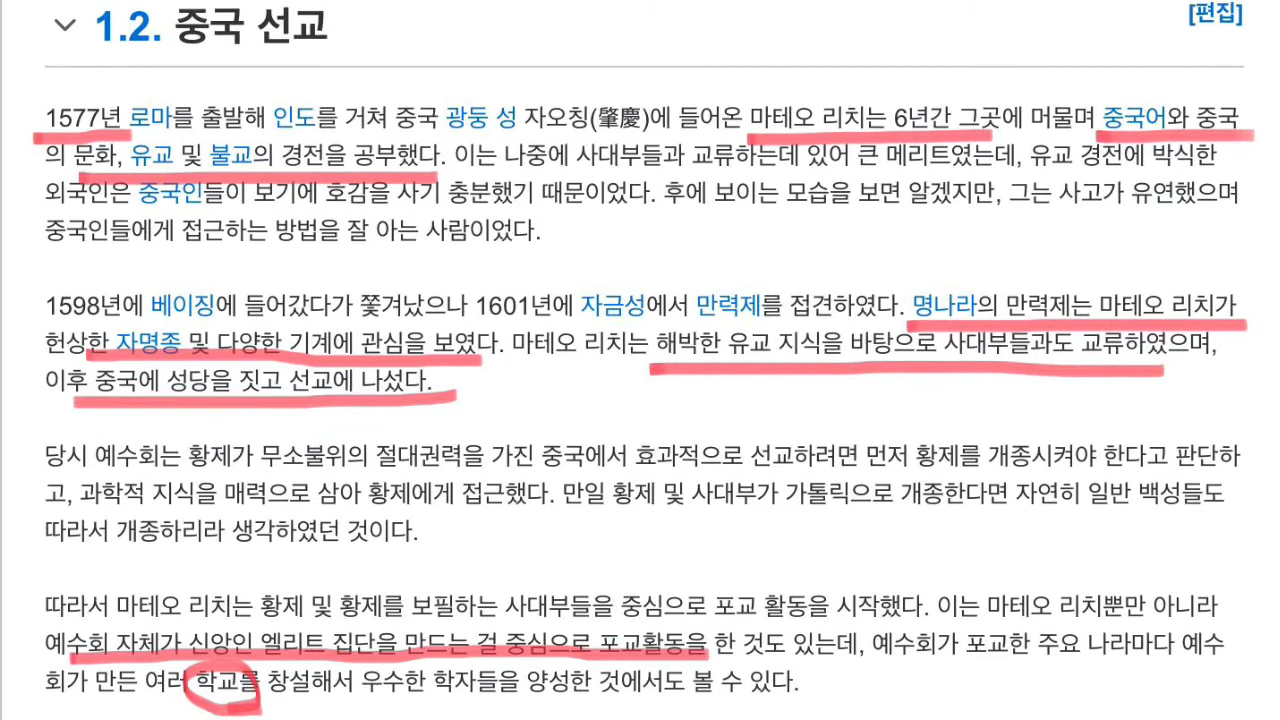 1.2. 중국 선교
[편집]
1577년 로마를 출발해 인도를 거쳐 중국 광둥 성 자오칭(肇慶)에 들어온 마테오 리치는 6년간 그곳에 머물며 중국어와 중국
의 문화, 유교 및 불교의 경전을 공부했다. 이는 나중에 사대부들과 교류하는데 있어 큰 메리트였는데, 유교 경전에 박식한
외국인은 중국인들이 보기에 호감을 사기 충분했기 때문이었다. 후에 보이는 모습을 보면 알겠지만, 그는 사고가 유연했으며
중국인들에게 접근하는 방법을 잘 아는 사람이었다.
1598년에 베이징에 들어갔다가 쫓겨났으나 1601년에 자금성에서 만력제를 접견하였다. 명나라의 만력제는 마테오 리치가
헌상한 자명종 및 다양한 기계에 관심을 보였다. 마테오 리치는 해박한 유교 지식을 바탕으로 사대부들과도 교류하였으며,
이후 중국에 성당을 짓고 선교에 나섰다.
당시 예수회는 황제가 무소불위의 절대권력을 가진 중국에서 효과적으로 선교하려면 먼저 황제를 개종시켜야 한다고 판단하
고, 과학적 지식을 매력으로 삼아 황제에게 접근했다. 만일 황제 및 사대부가 가톨릭으로 개종한다면 자연히 일반 백성들도
따라서 개종하리라 생각하였던 것이다.
따라서 마테오 리치는 황제 및 황제를 보필하는 사대부들을 중심으로 포교 활동을 시작했다. 이는 마테오 리치뿐만 아니라
예수회 자체가 신앙인 엘리트 집단을 만드는 걸 중심으로 포교활동을 한 것도 있는데, 예수회가 포교한 주요 나라마다 예수
회가 만든 여러 학교를 창설해서 우수한 학자들을 양성한 것에서도 볼 수 있다.